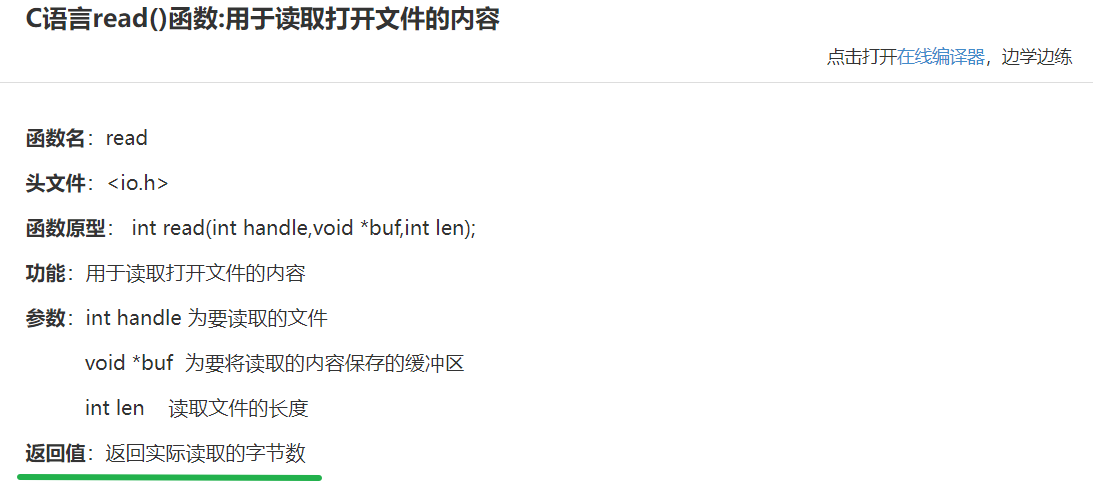 C语言read()函数:用于读取打开文件的内容
点击打开在线编译器，边学边练
函数名：read
头文件：<io.h>
函数原型： int read(int handle,void *buf,int len);
功能：用于读取打开文件的内容
参数：int handle 为要读取的文件
void *buf 为要将读取的内容保存的缓冲区
int len 读取文件的长度
返回值：返回实际读取的字节数